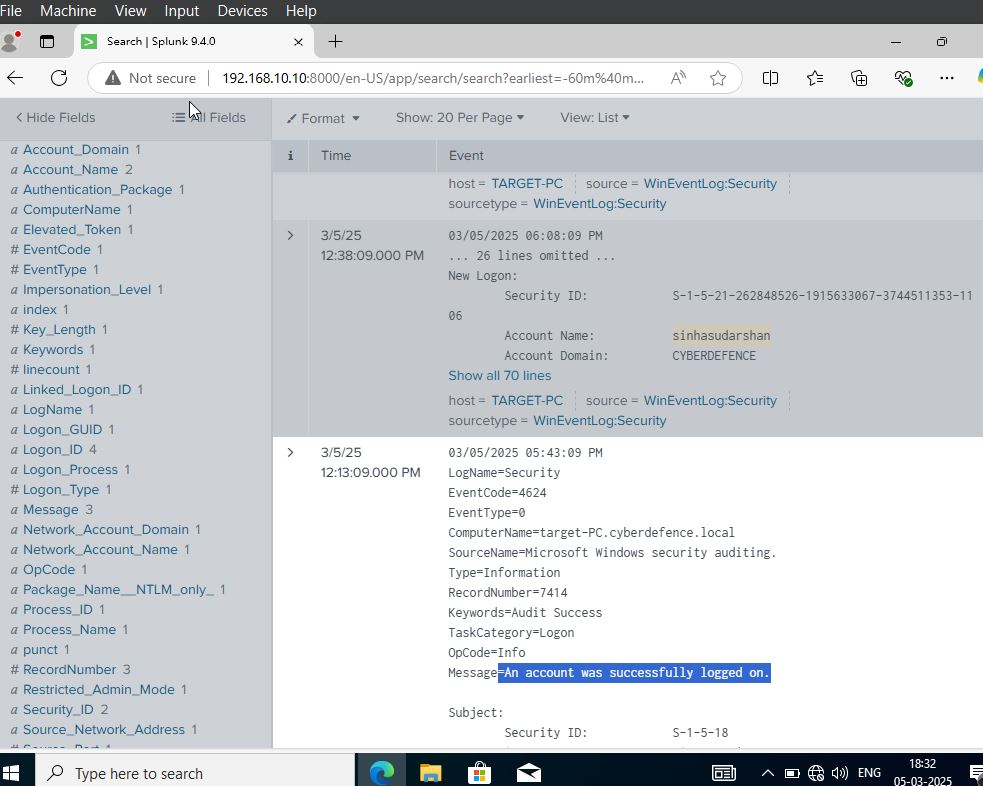 File Machine View Input Devices Help
Search | Splunk 9.4.0
Not secure 192.168.10.10:8000/en-US/app/search/search?earliest=-60m%40m...
Hide Fields
All Fields
Account_Domain 1
Account_Name 2
Authentication_Package 1
ComputerName 1
Elevated_Token 1
# EventCode 1
# EventType 1
Impersonation_Level 1
index 1
# Key_Length 1
Keywords 1
# linecount 1
Linked_Logon_ID 1
LogName 1
Logon_GUID 1
Logon_ID 4
Logon_Process 1
# Logon_Type 1
Message 3
Network_Account_Domain 1
Network_Account_Name 1
OpCode 1
Package_Name__NTLM_only_ 1
Process_ID 1
Process_Name 1
punct 1
# RecordNumber 3
Restricted_Admin_Mode 1
Security_ID 2
Source_Network_Address 1
Format Show: 20 Per Page View: List
i Time Event
host = TARGET-PC source = WinEventLog:Security
sourcetype = WinEventLog:Security
3/5/25
12:38:09.000 PM
03/05/2025 06:08:09 PM
... 26 lines omitted ...
New Logon:
Security ID: S-1-5-21-262848526-1915633067-3744511353-11
06
Account Name: sinhasudarshan
Account Domain: CYBERDEFENCE
Show all 70 lines
host = TARGET-PC source = WinEventLog:Security
sourcetype = WinEventLog:Security
3/5/25
12:13:09.000 PM
03/05/2025 05:43:09 PM
LogName=Security
EventCode=4624
EventType=0
ComputerName=target-PC.cyberdefence.local
SourceName=Microsoft Windows security auditing.
Type=Information
RecordNumber=7414
Keywords=Audit Success
TaskCategory=Logon
OpCode=Info
Message=An account was successfully logged on.
Subject:
Security ID: S-1-5-18
Type here to search
ENG
18:32
05-03-2025